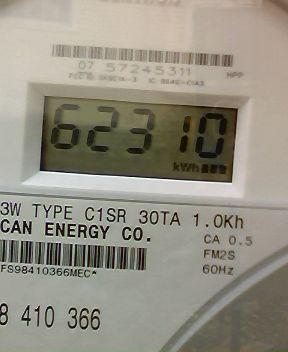 07 57245311 HPP
62310
kWh
3W TYPE C1SR 30TA 1.0Kh
CAN ENERGY CO.
CA 0.5
FM2S
FS98410366MEC*
60Hz
8 410 366